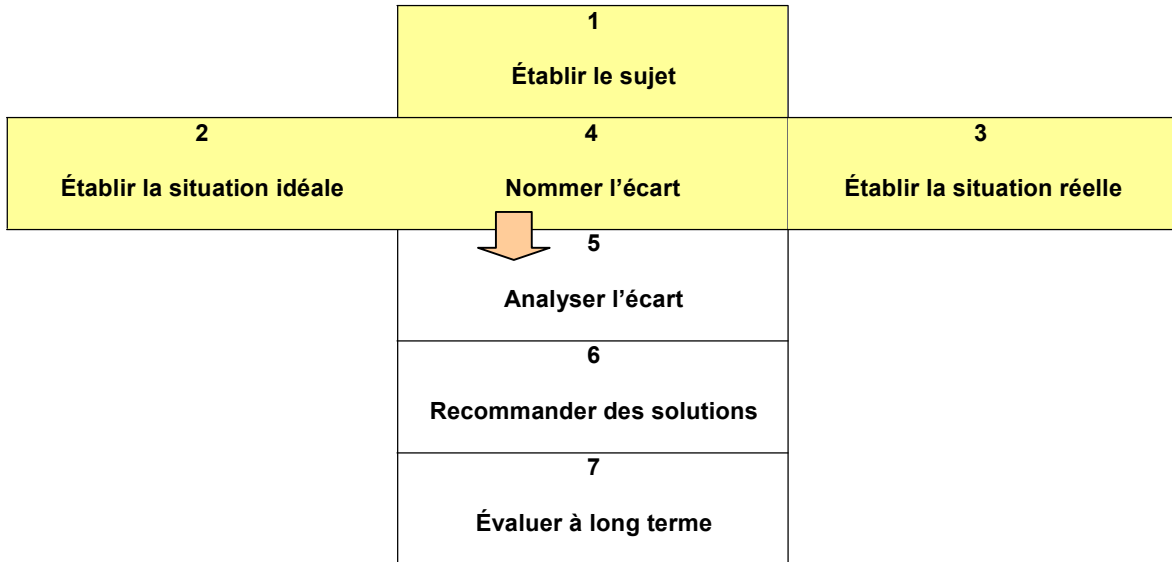 1
Établir le sujet
2
Établir la situation idéale
4
Nommer l’écart
3
Établir la situation réelle
5
Analyser l’écart
6
Recommander des solutions
7
Évaluer à long terme